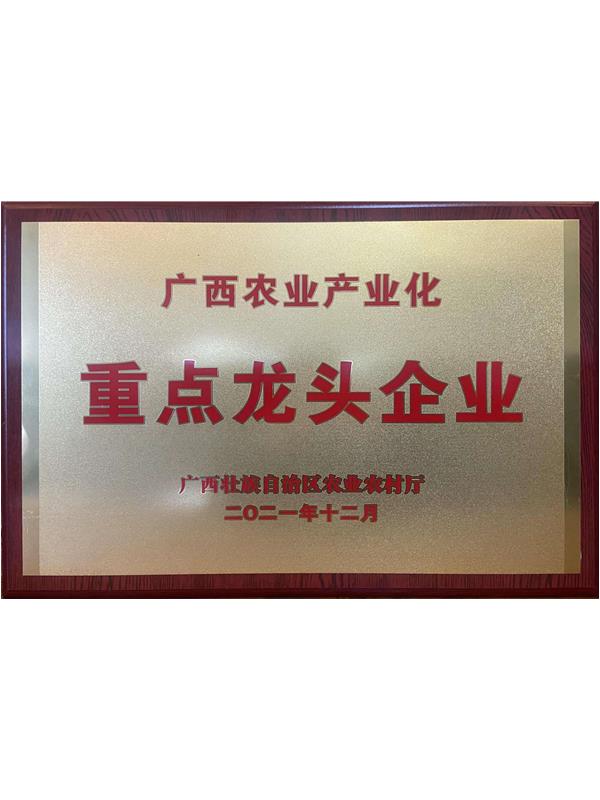 广西农业产业化
重点龙头企业
广西壮族自治区农业农村厅
二〇二一年十二月